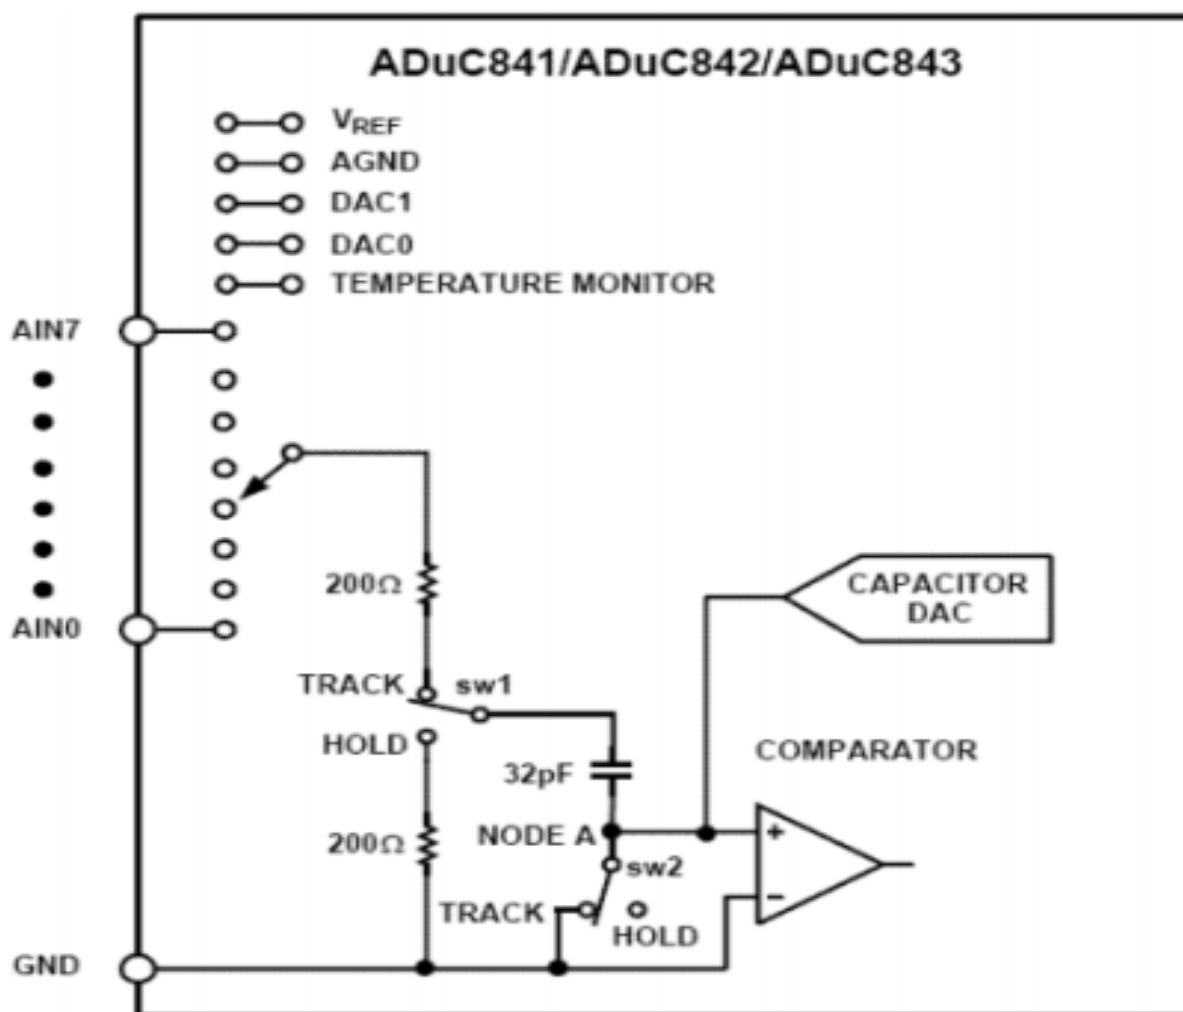 ADuC841/ADuC842/ADuC843
VREF
AGND
DAC1
DAC0
TEMPERATURE MONITOR
AIN7
AIN0
200Ω
CAPACITOR
DAC
TRACK sw1
HOLD
COMPARATOR
32pF
NODE A
+
200Ω
sw2
−
TRACK
HOLD
GND